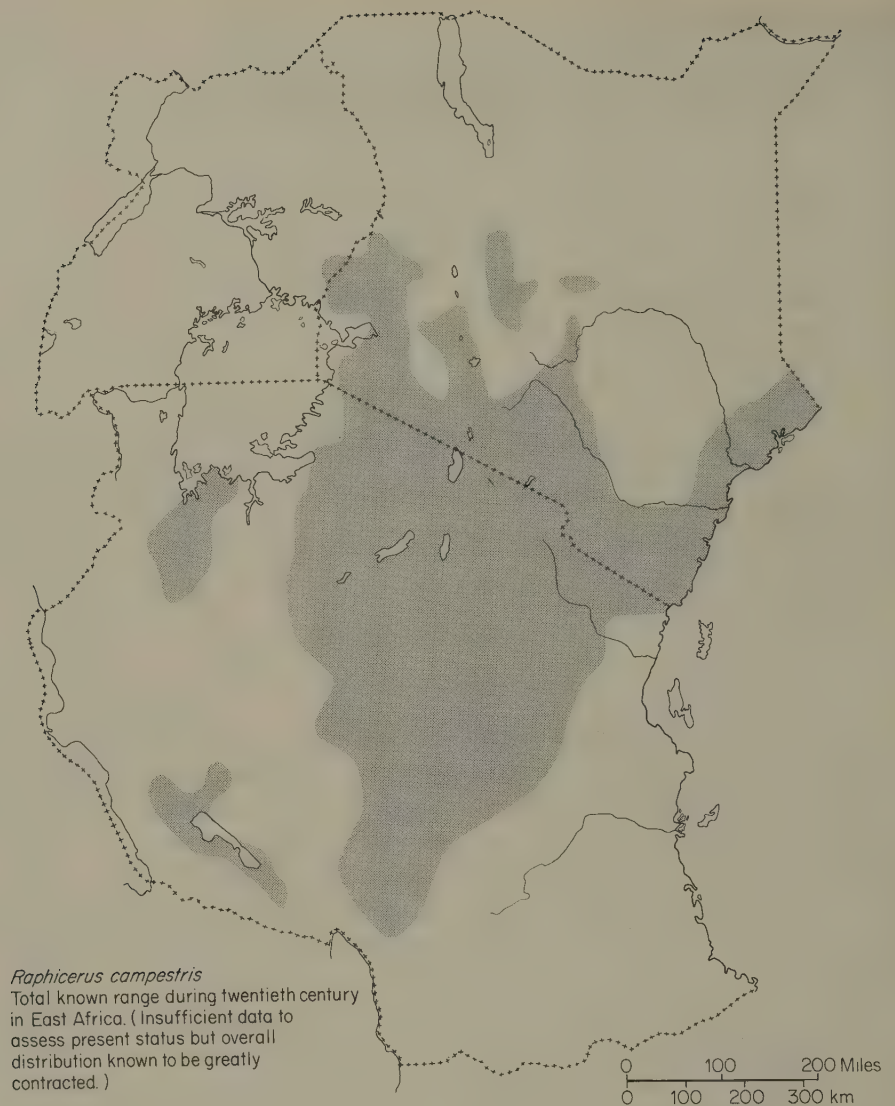 Raphicerus campestris
Total known range during twentieth century
in East Africa. (Insufficient data to
assess present status but overall
distribution known to be greatly
contracted.)
0 100 200 Miles
0 100 200 300 km